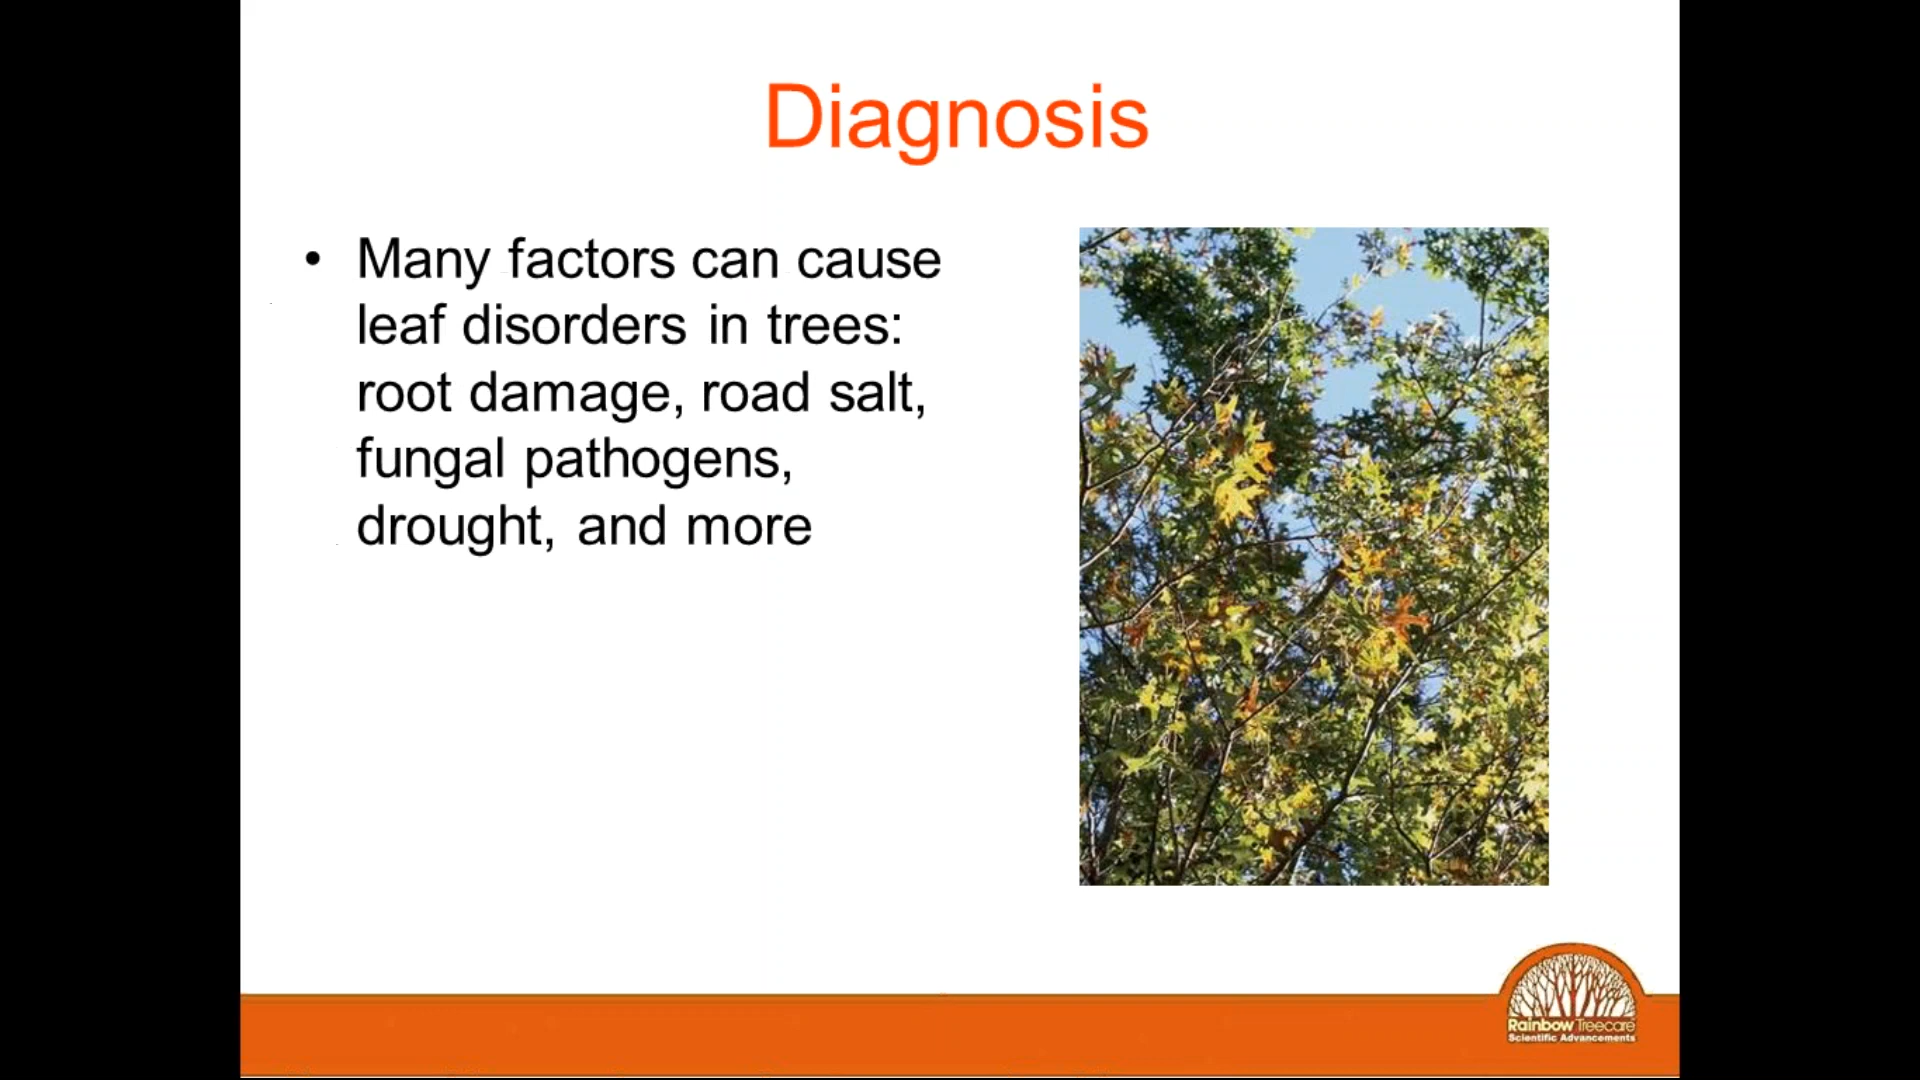 Diagnosis
• Many factors can cause
leaf disorders in trees:
root damage, road salt,
fungal pathogens,
drought, and more
Rainbow Treecare
Scientific Advancements